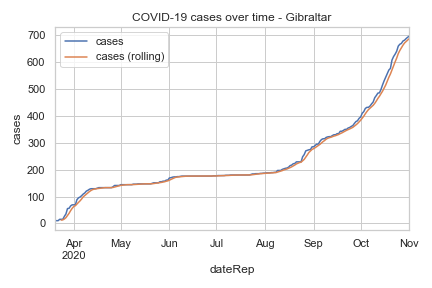 COVID-19 cases over time - Gibraltar
cases
cases (rolling)
700
600
500
400
300
200
100
0
cases
Apr May Jun Jul Aug Sep Oct Nov
2020
dateRep